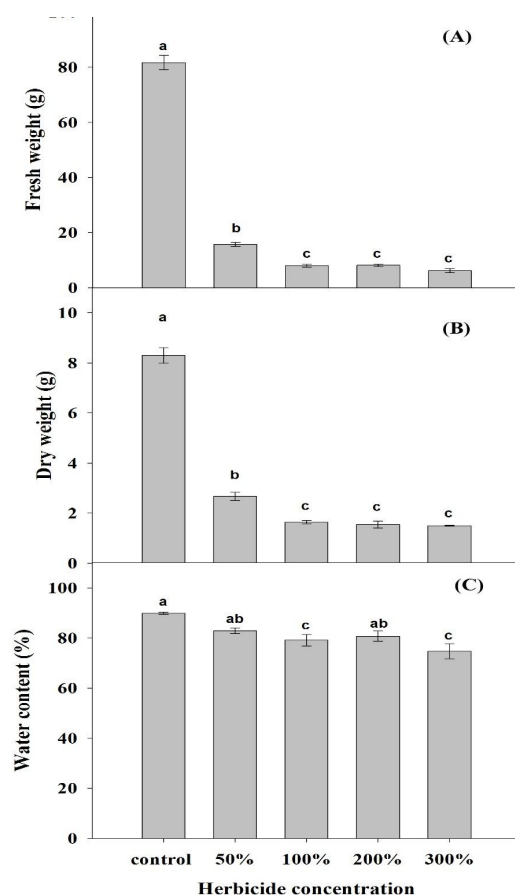 (A)
Fresh weight (g)
80
60
40
20
0
a
b
c
c
c
(B)
Dry weight (g)
10
8
6
4
2
0
a
b
c
c
c
(C)
Water content (%)
100
80
60
40
20
0
a
ab
c
ab
c
control 50% 100% 200% 300%
Herbicide concentration